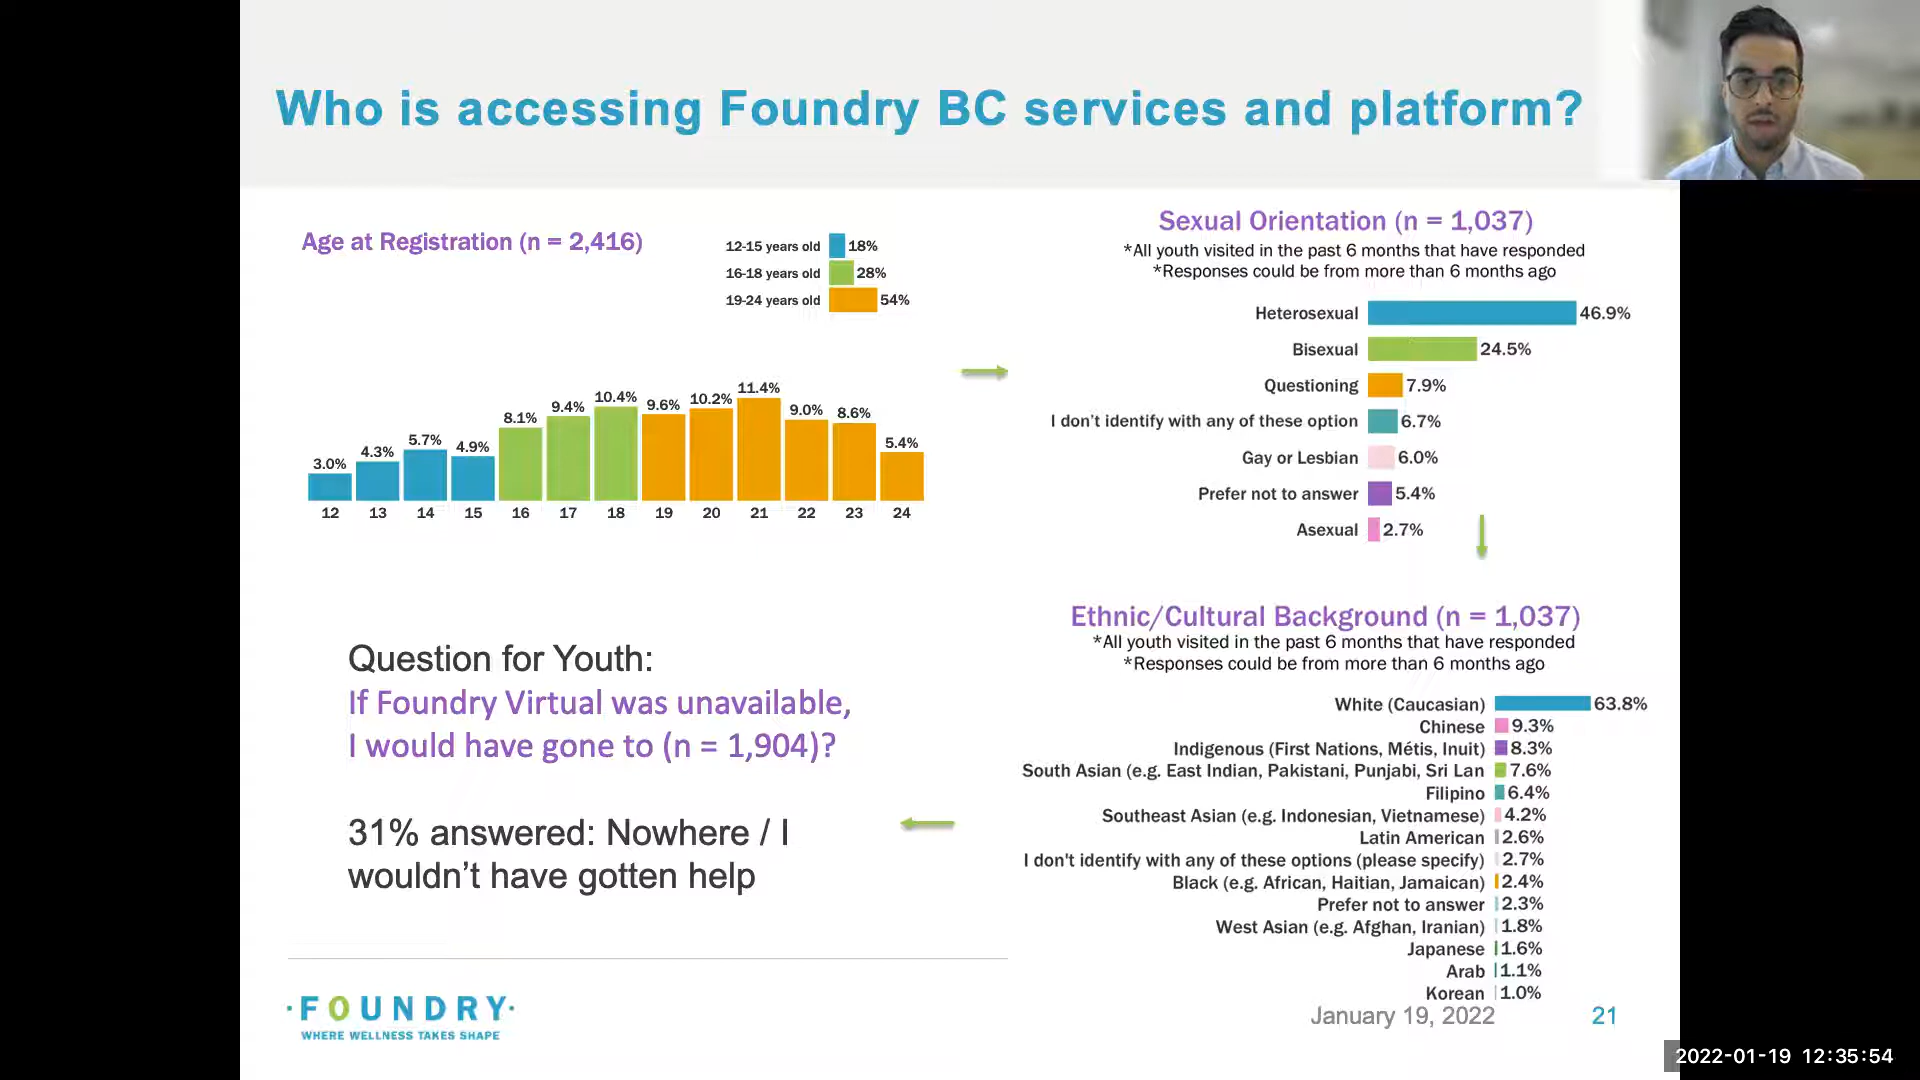 Who is accessing Foundry BC services and platform?
Age at Registration (n = 2,416)
12-15 years old 18%
16-18 years old 28%
19-24 years old 54%
3.0% 4.3% 5.7% 4.9% 8.1% 9.4% 10.4% 9.6% 10.2% 11.4% 9.0% 8.6% 5.4%
12 13 14 15 16 17 18 19 20 21 22 23 24
Sexual Orientation (n = 1,037)
*All youth visited in the past 6 months that have responded
*Responses could be from more than 6 months ago
Heterosexual 46.9%
Bisexual 24.5%
Questioning 7.9%
I don't identify with any of these option 6.7%
Gay or Lesbian 6.0%
Prefer not to answer 5.4%
Asexual 2.7%
Ethnic/Cultural Background (n = 1,037)
*All youth visited in the past 6 months that have responded
*Responses could be from more than 6 months ago
White (Caucasian) 63.8%
Chinese 9.3%
Indigenous (First Nations, Métis, Inuit) 8.3%
South Asian (e.g. East Indian, Pakistani, Punjabi, Sri Lan 7.6%
Filipino 6.4%
Southeast Asian (e.g. Indonesian, Vietnamese) 4.2%
Latin American 2.6%
I don't identify with any of these options (please specify) 2.7%
Black (e.g. African, Haitian, Jamaican) 2.4%
Prefer not to answer 2.3%
West Asian (e.g. Afghan, Iranian) 1.8%
Japanese 1.6%
Arab 1.1%
Korean 1.0%
Question for Youth:
If Foundry Virtual was unavailable,
I would have gone to (n = 1,904)?
31% answered: Nowhere / I
wouldn't have gotten help
·FOUNDRY·
WHERE WELLNESS TAKES SHAPE
January 19, 2022 21
2022-01-19 12:35:54